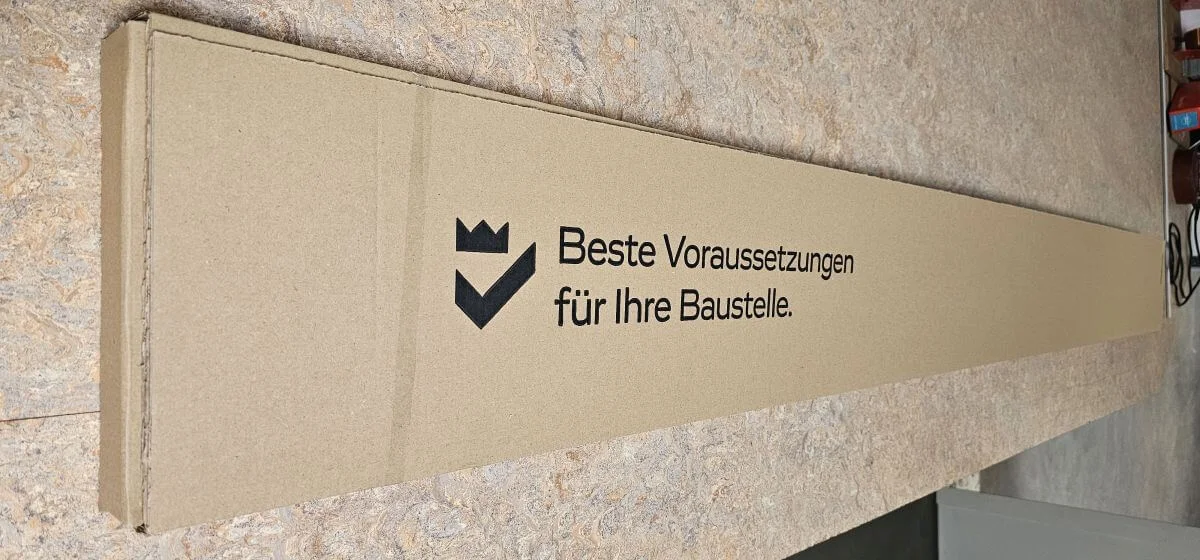 Beste Voraussetzungen
für Ihre Baustelle.